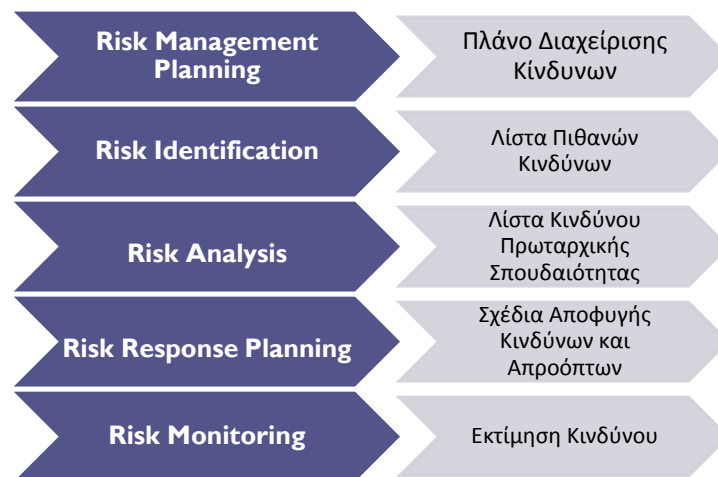 Risk Management
Planning
Πλάνο Διαχείρισης
Κίνδυνων
Risk Identification
Λίστα Πιθανών
Κινδύνων
Risk Analysis
Λίστα Κινδύνου
Πρωταρχικής
Σπουδαιότητας
Risk Response Planning
Σχέδια Αποφυγής
Κινδύνων και
Απροόπτων
Risk Monitoring
Εκτίμηση Κινδύνου